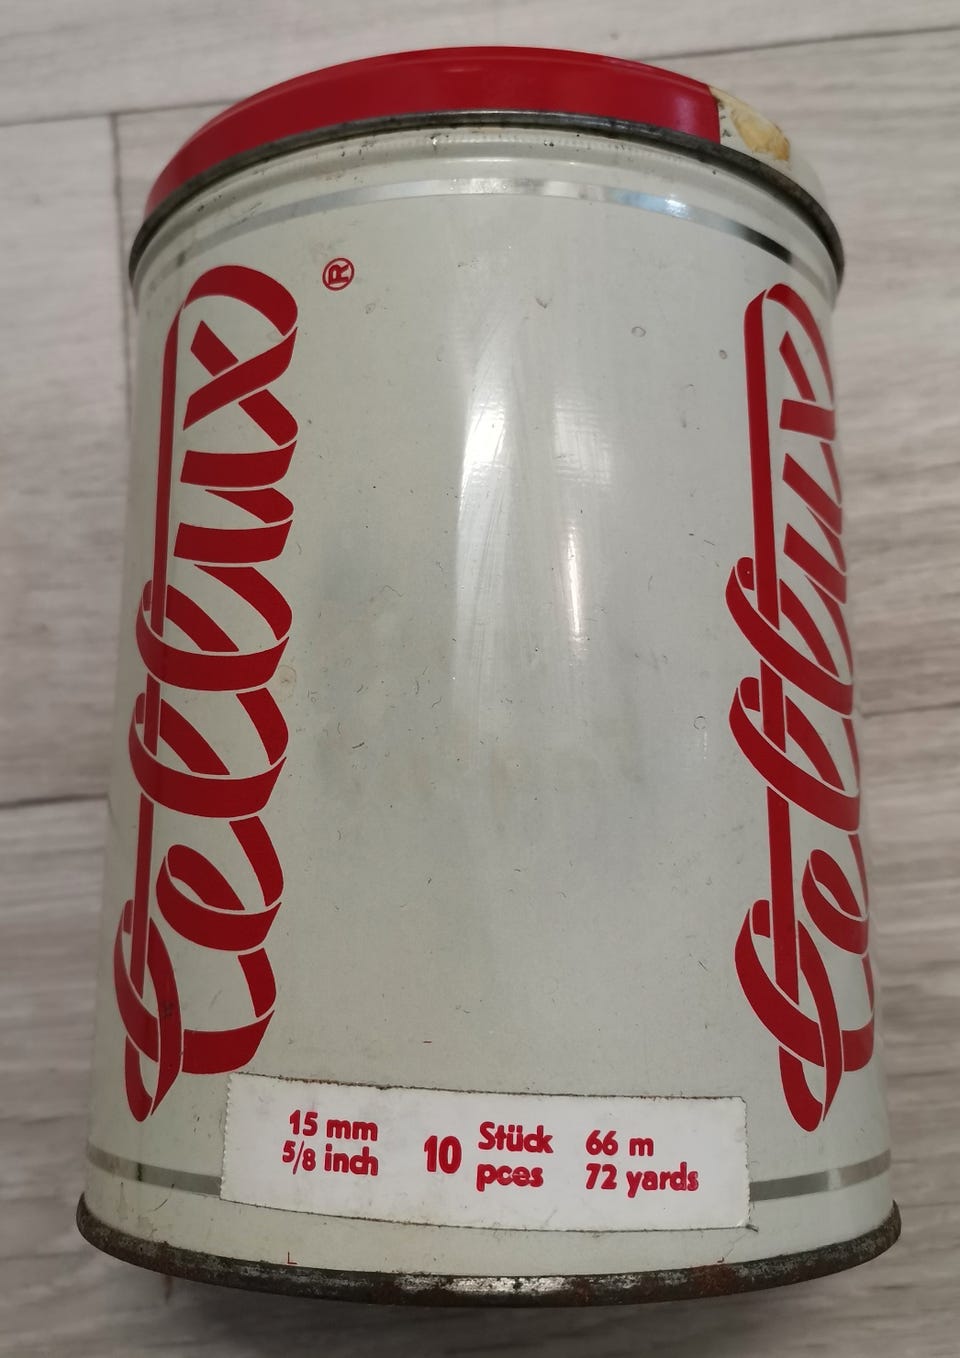 Cellux ®
Cellux
15 mm
5/8 inch
10
Stück
pces
66 m
72 yards